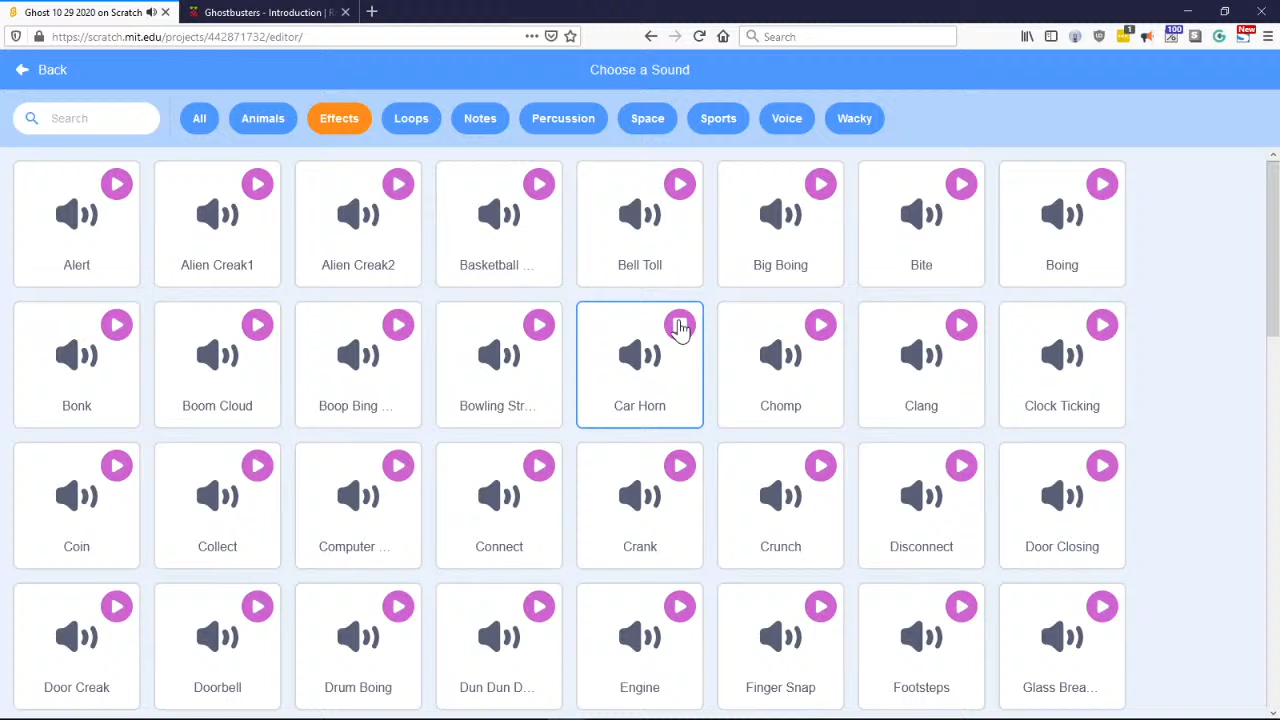 Ghost 10 29 2020 on Scratch
Ghostbusters - Introduction | R
https://scratch.mit.edu/projects/442871732/editor/
Search
1
100
New
Back
Choose a Sound
Search
All
Animals
Effects
Loops
Notes
Percussion
Space
Sports
Voice
Wacky
Alert
Alien Creak1
Alien Creak2
Basketball ...
Bell Toll
Big Boing
Bite
Boing
Bonk
Boom Cloud
Boop Bing ...
Bowling Str...
Car Horn
Chomp
Clang
Clock Ticking
Coin
Collect
Computer ...
Connect
Crank
Crunch
Disconnect
Door Closing
Door Creak
Doorbell
Drum Boing
Dun Dun D...
Engine
Finger Snap
Footsteps
Glass Brea...